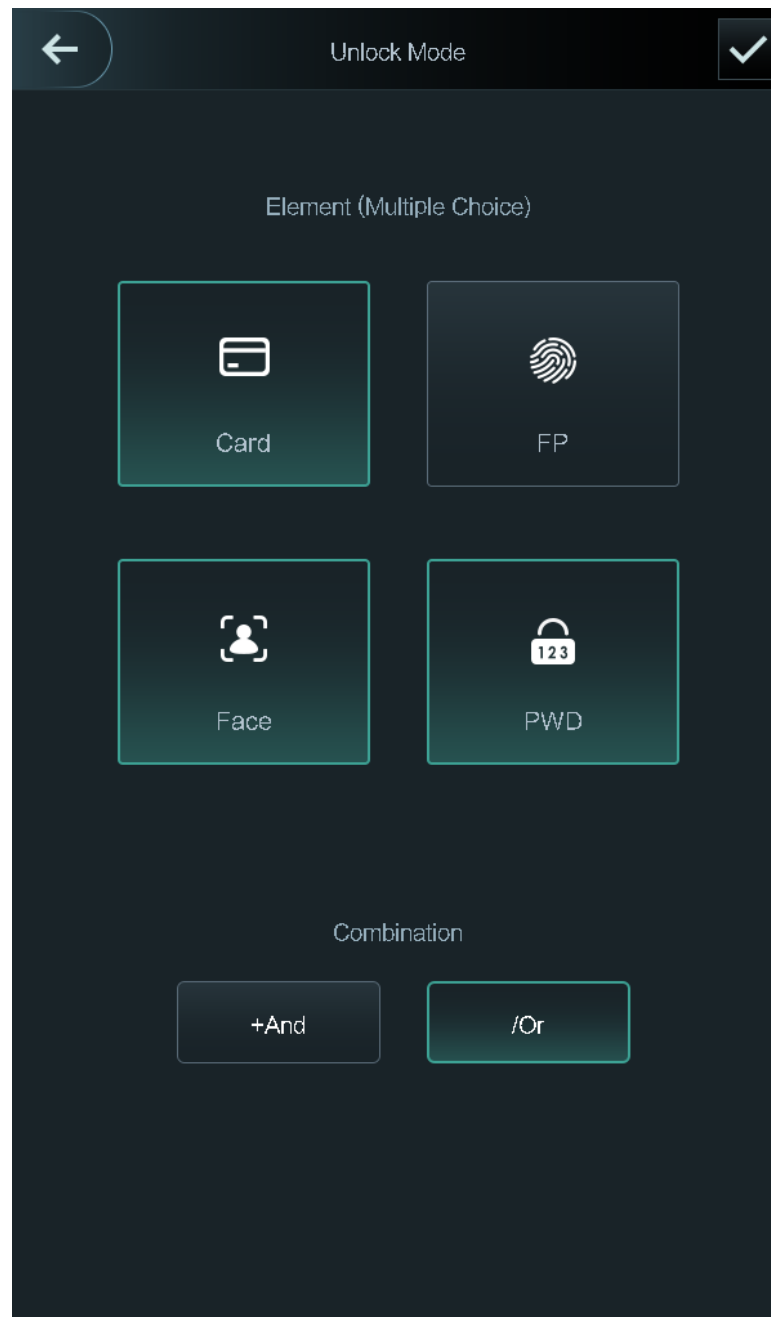 Unlock Mode
Element (Multiple Choice)
Card
FP
Face
123
PWD
Combination
+And
/Or